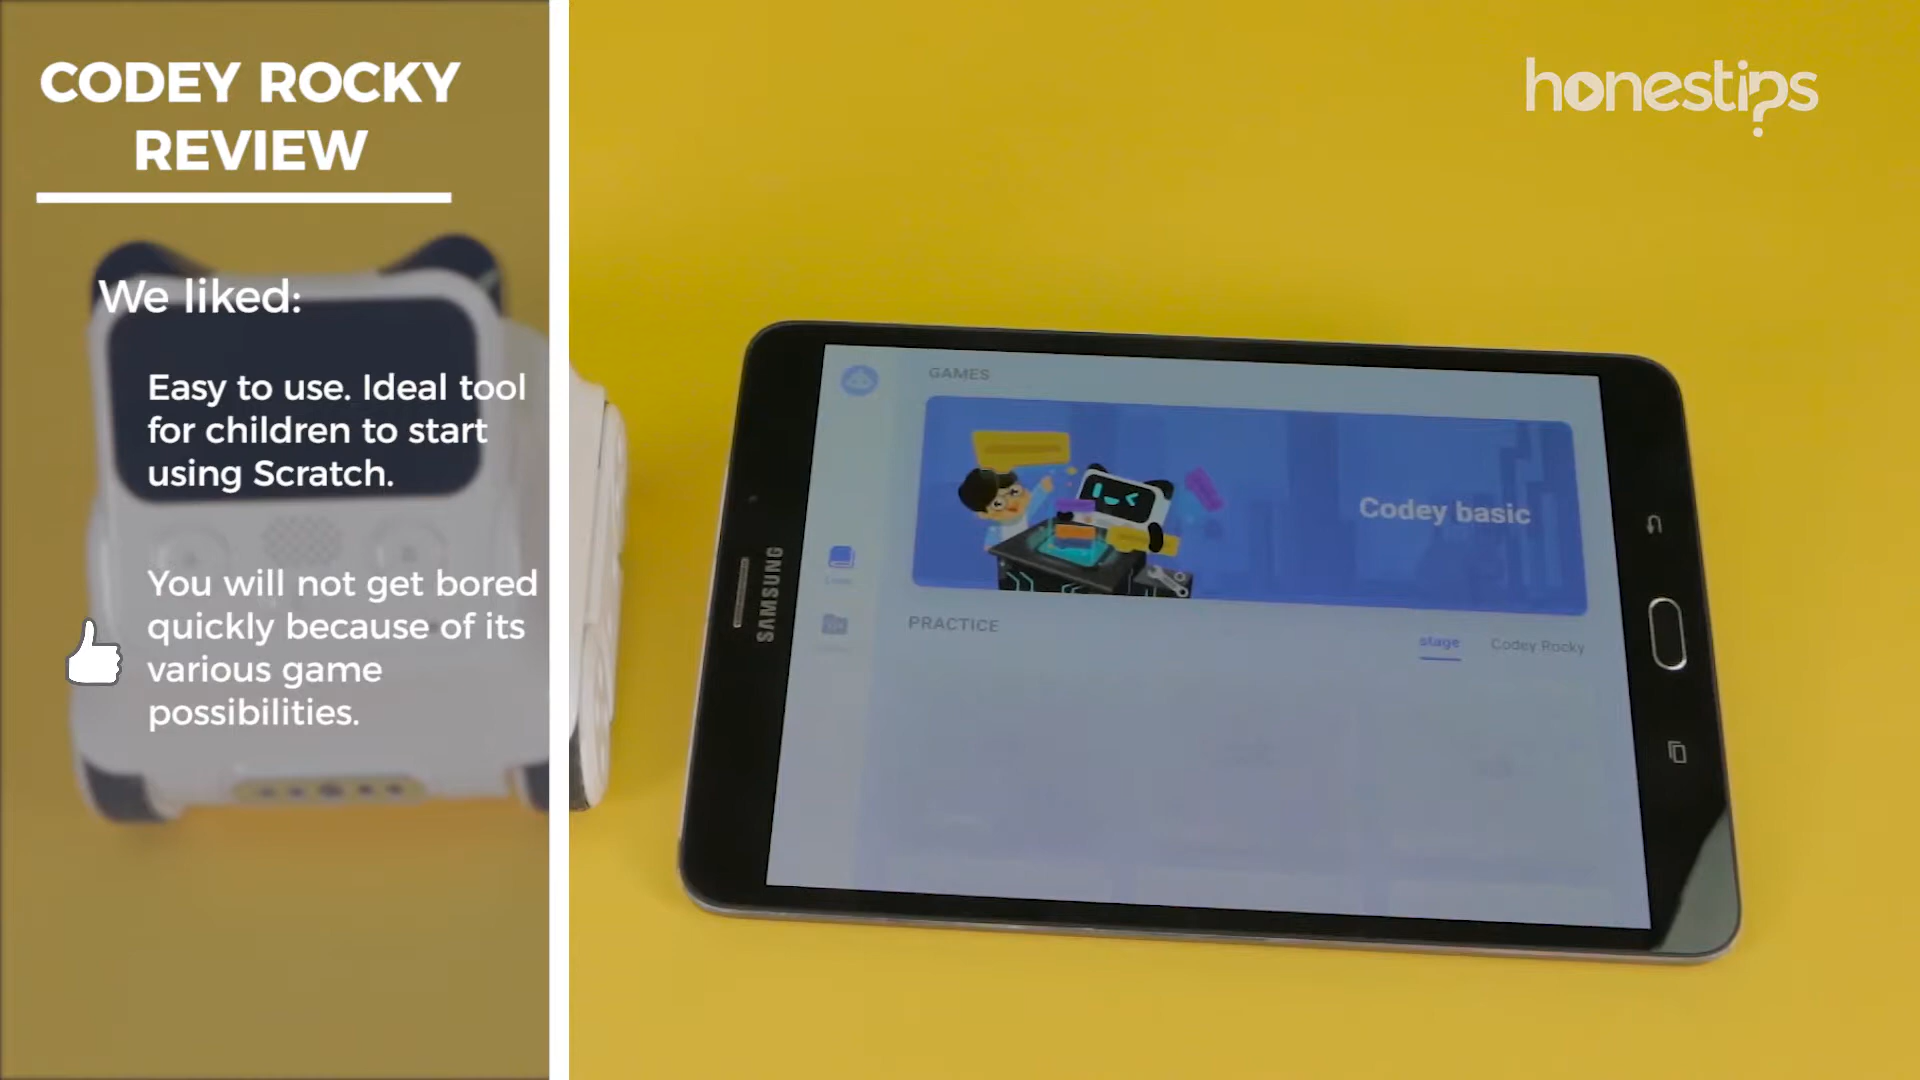 CODEY ROCKY
REVIEW
We liked:
Easy to use. Ideal tool
for children to start
using Scratch.
You will not get bored
quickly because of its
various game
possibilities.
honestips
SAMSUNG
GAMES
Codey basic
PRACTICE
stage
Codey Rocky